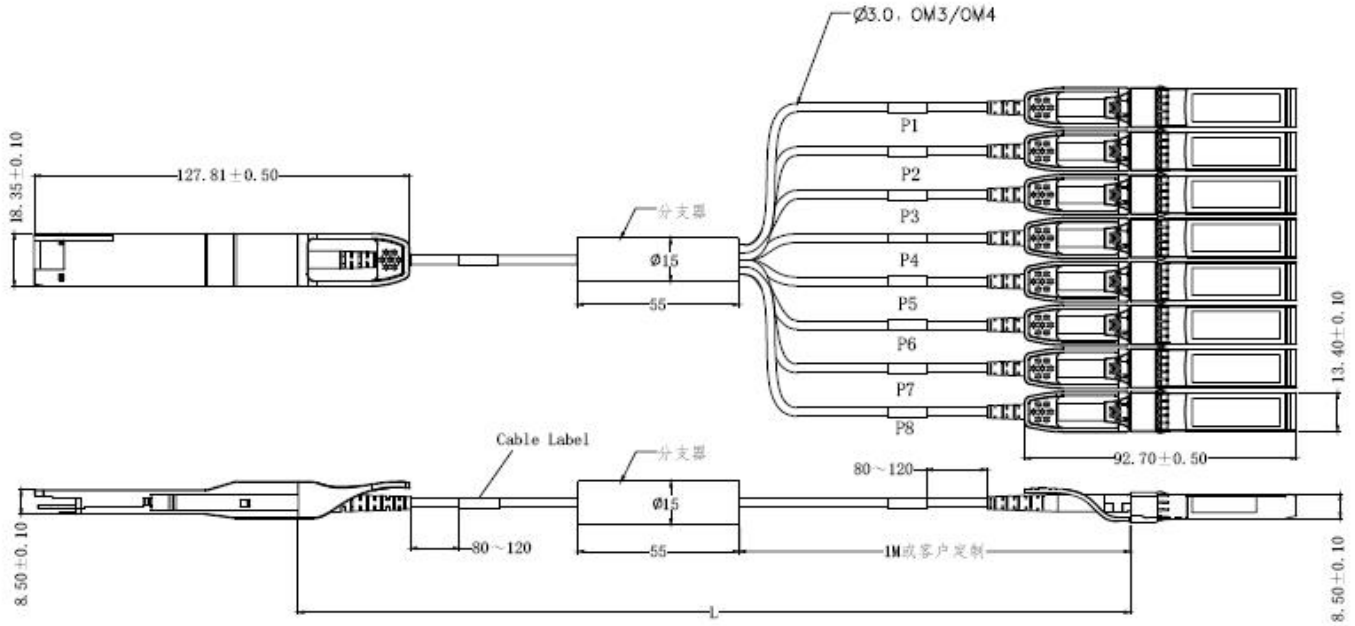 Ø3.0, OM3/OM4
P1
P2
P3
P4
P5
P6
P7
P8
18.35±0.10
127.81±0.50
分支器
Ø15
55
13.40±0.10
92.70±0.50
Cable Label
分支器
Ø15
55
80~120
80~120
1M或客户定制
8.50±0.10
8.50±0.10
L